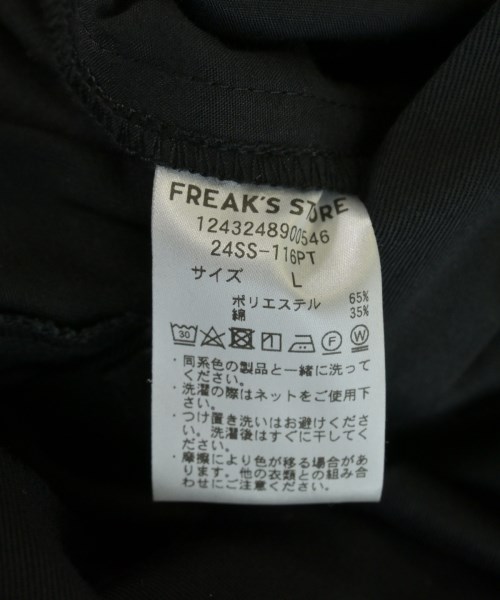 FREAK'S STORE
1243248900546
24SS-116PT
サイズ L
ポリエステル 65%
綿 35%
30
・同系色の製品と一緒に洗って
ください。
・洗濯の際はネットをご使用下
さい。
・つけ置き洗いはお避けくださ
い。洗濯後はすぐに干してく
ださい。
・摩擦により色が移る場合があ
ります。他の衣類との組み合
わせにご注意ください。